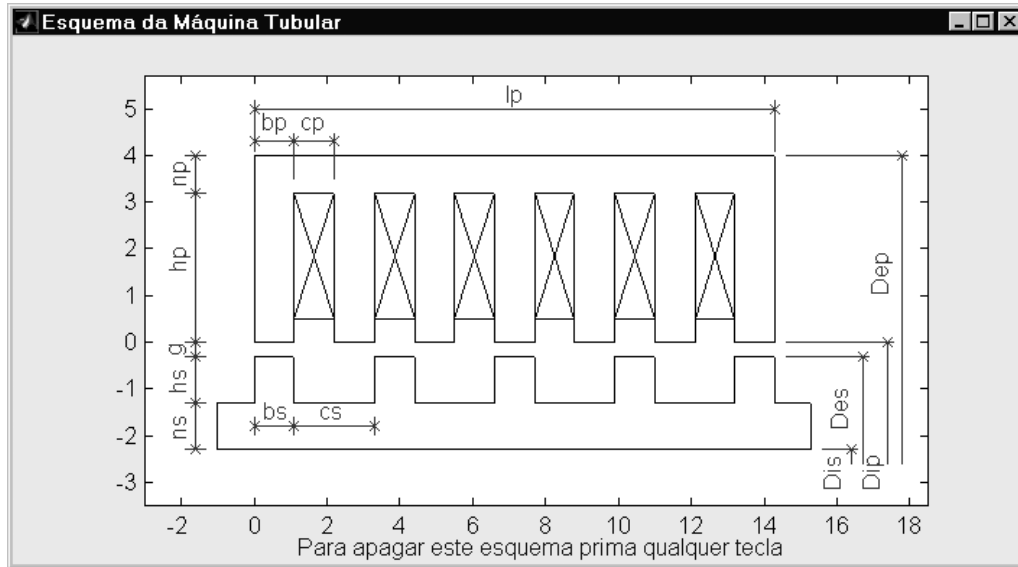 Esquema da Máquina Tubular
lp
bp cp
np
hp
g
hs
ns
bs cs
Dep
Des
Dis
Dip
5
4
3
2
1
0
-1
-2
-3
-2 0 2 4 6 8 10 12 14 16 18
Para apagar este esquema prima qualquer tecla